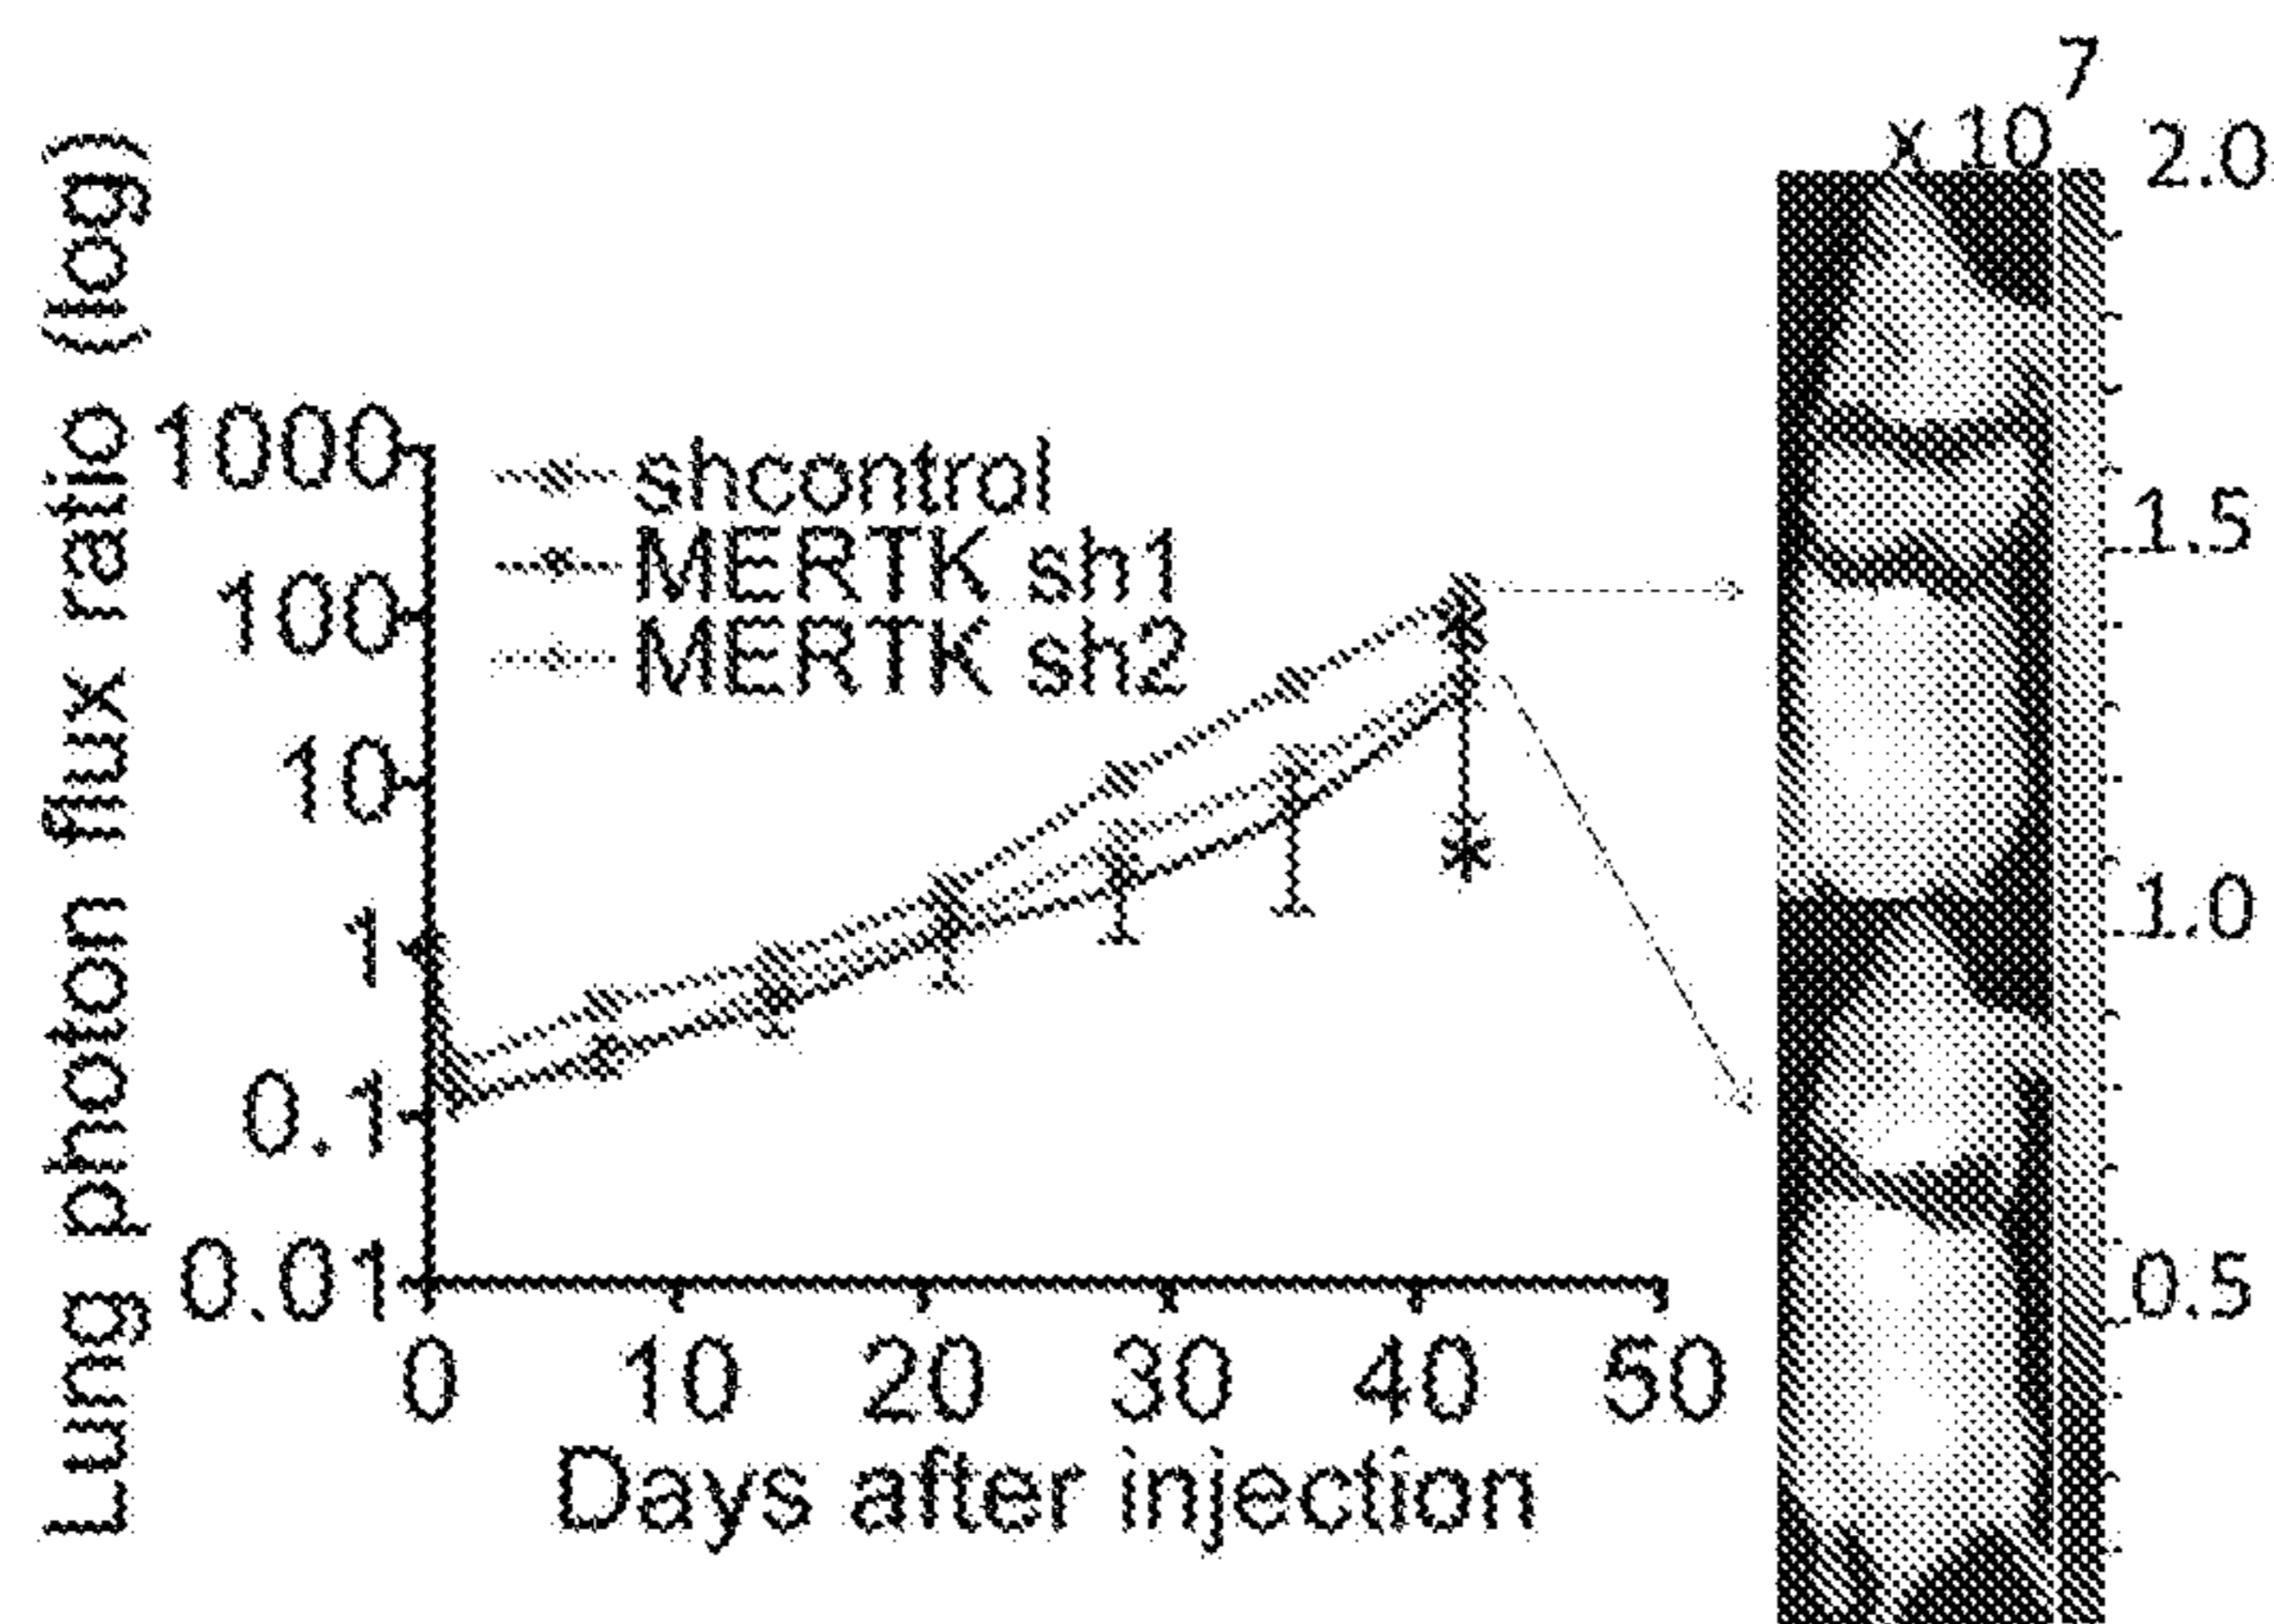 Lung photon flux ratio (log)
1000
100
10
1
0.1
0.01
shcontrol
MERTK sh1
MERTK sh2
*
*
0 10 20 30 40 50
Days after injection
x 10 7
2.0
1.5
1.0
0.5